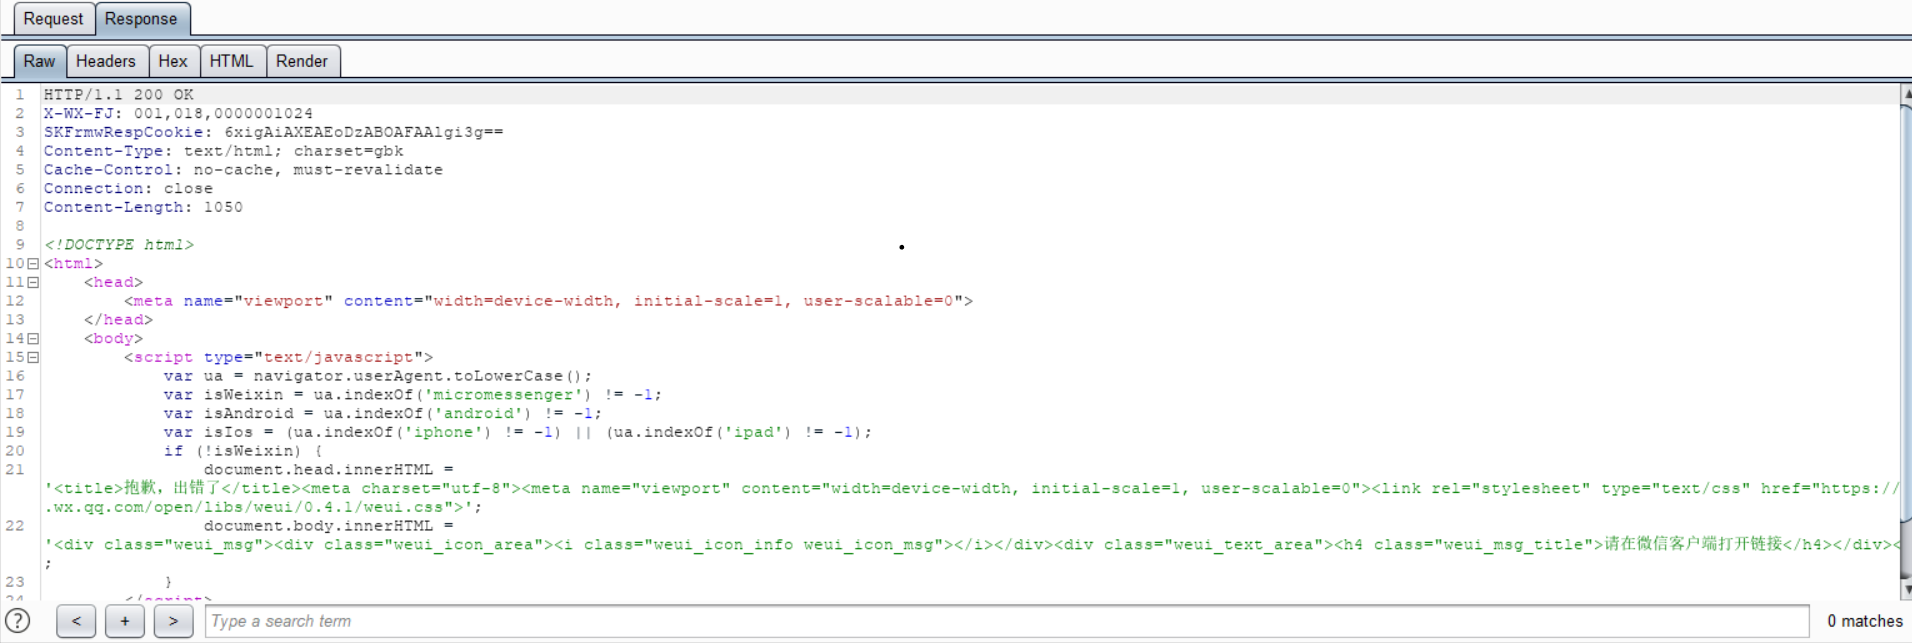 Request Response
Raw Headers Hex HTML Render
1 HTTP/1.1 200 OK
2 X-WX-FJ: 001,018,0000001024
3 SKFrmwRespCookie: 6xigAiAXEAEoDzABOAFAAlgi3g==
4 Content-Type: text/html; charset=gbk
5 Cache-Control: no-cache, must-revalidate
6 Connection: close
7 Content-Length: 1050
8
9 <!DOCTYPE html>
10 <html>
11 <head>
12 <meta name="viewport" content="width=device-width, initial-scale=1, user-scalable=0">
13 </head>
14 <body>
15 <script type="text/javascript">
16 var ua = navigator.userAgent.toLowerCase();
17 var isWeixin = ua.indexOf('micromessenger') != -1;
18 var isAndroid = ua.indexOf('android') != -1;
19 var isIos = (ua.indexOf('iphone') != -1) || (ua.indexOf('ipad') != -1);
20 if (!isWeixin) {
21 document.head.innerHTML =
'<title>抱歉，出错了</title><meta charset="utf-8"><meta name="viewport" content="width=device-width, initial-scale=1, user-scalable=0"><link rel="stylesheet" type="text/css" href="https://
.wx.qq.com/open/libs/weui/0.4.1/weui.css">';
22 document.body.innerHTML =
'<div class="weui_msg"><div class="weui_icon_area"><i class="weui_icon_info weui_icon_msg"></i></div><div class="weui_text_area"><h4 class="weui_msg_title">请在微信客户端打开链接</h4></div><
;
23 }
24 </script>
? < + > Type a search term 0 matches